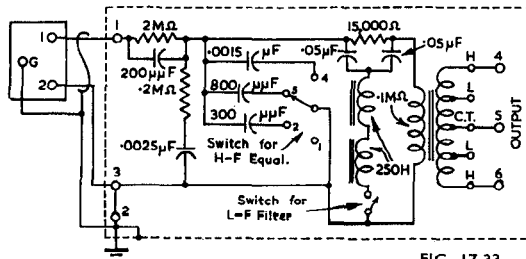 1
G
2
1
2MΩ
200μμF
.2MΩ
.0025μF
3
2
.0015 μF
800 μμF
300 μμF
4
3
2
1
Switch for
H-F Equal.
15,000Ω
.05μF
.05μF
.1MΩ
250H
Switch for
L=F Filter
H 4
L
C.T. 5
L
H 6
OUTPUT
FIG. 17.22